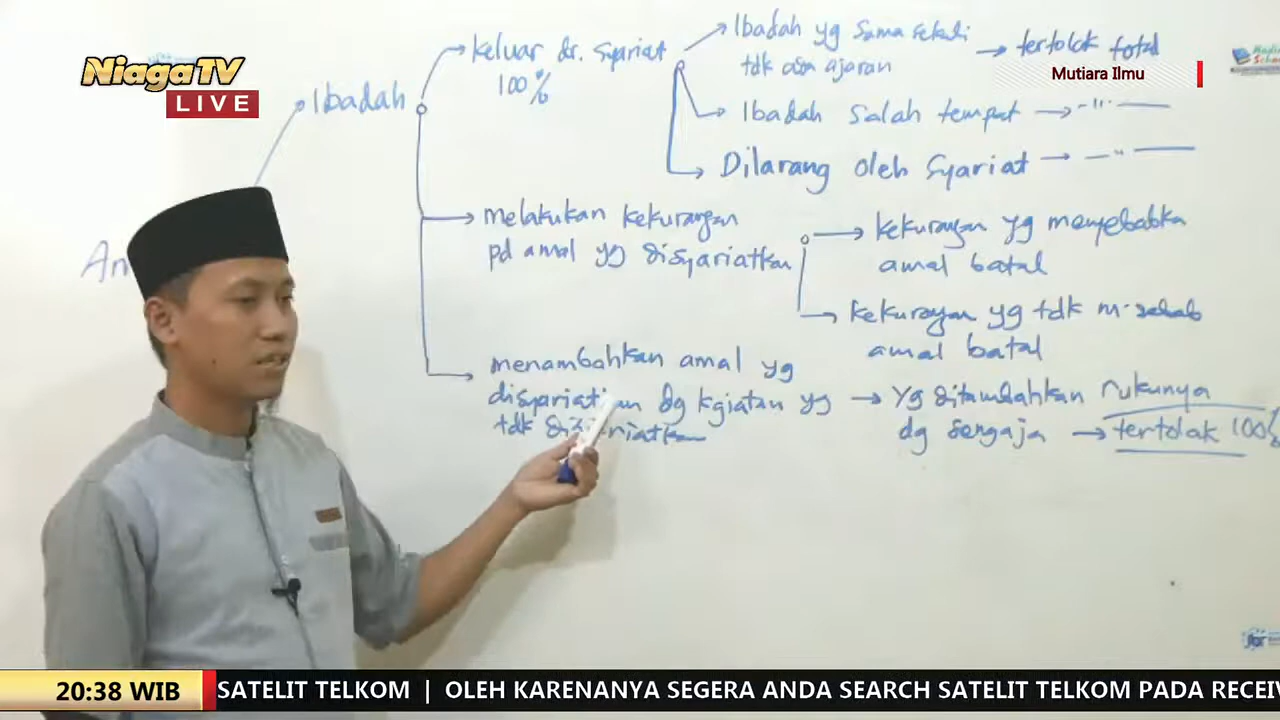 NiagaTV
LIVE
Mutiara Ilmu
Ibadah
keluar dr. syariat
100%
Ibadah yg sama sekali
tdk ada ajaran
tertolak total
Ibadah salah tempat
Dilarang oleh Syariat
melakukan kekurangan
pd amal yg disyariatkan
kekurangan yg menyebabka
amal batal
kekurangan yg tdk
amal batal
menambahkan amal yg
disyariatkan dg kgiatan yg
tdk disyariatkan
Yg ditambahkan rukunya
dg sengaja
tertolak 100%
20:38 WIB
SATELIT TELKOM | OLEH KARENANYA SEGERA ANDA SEARCH SATELIT TELKOM PADA RECEIV